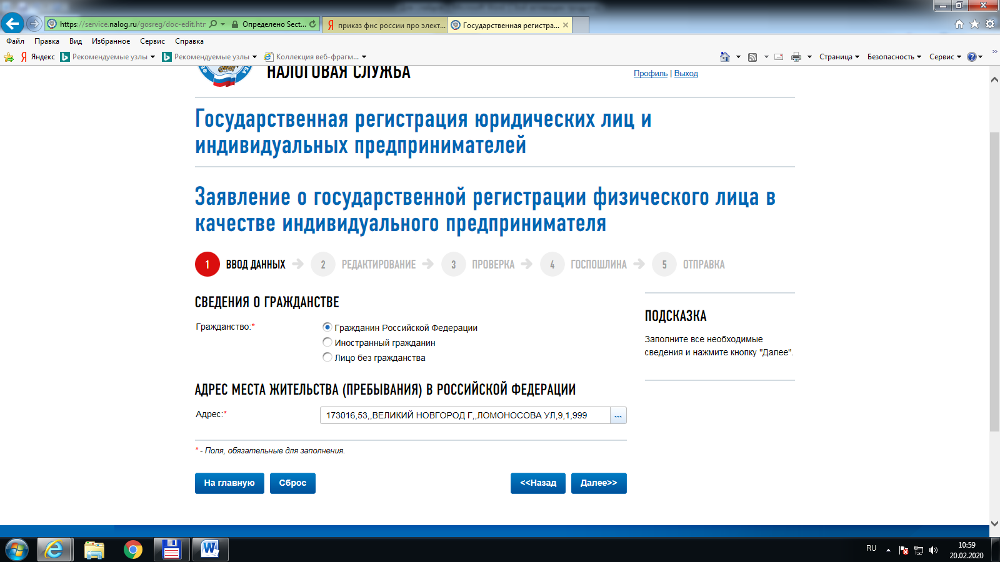 https://service.nalog.ru/gosreg/doc-edit.htr
Определено Sect...
приказ фнс россии про элект...
Государственная регистра...
Файл Правка Вид Избранное Сервис Справка
Яндекс Рекомендуемые узлы Рекомендуемые узлы Коллекция веб-фрагм... Страница Безопасность Сервис
НАЛОГОВАЯ СЛУЖБА
Профиль | Выход
Государственная регистрация юридических лиц и
индивидуальных предпринимателей
Заявление о государственной регистрации физического лица в
качестве индивидуального предпринимателя
1 ВВОД ДАННЫХ 2 РЕДАКТИРОВАНИЕ 3 ПРОВЕРКА 4 ГОСПОШЛИНА 5 ОТПРАВКА
СВЕДЕНИЯ О ГРАЖДАНСТВЕ
Гражданство:*
Гражданин Российской Федерации
Иностранный гражданин
Лицо без гражданства
ПОДСКАЗКА
Заполните все необходимые
сведения и нажмите кнопку "Далее".
АДРЕС МЕСТА ЖИТЕЛЬСТВА (ПРЕБЫВАНИЯ) В РОССИЙСКОЙ ФЕДЕРАЦИИ
Адрес:*
173016,53,,ВЕЛИКИЙ НОВГОРОД Г,,ЛОМОНОСОВА УЛ,9,1,999
...
* - Поля, обязательные для заполнения.
На главную Сброс <<Назад Далее>>
RU
10:59
20.02.2020